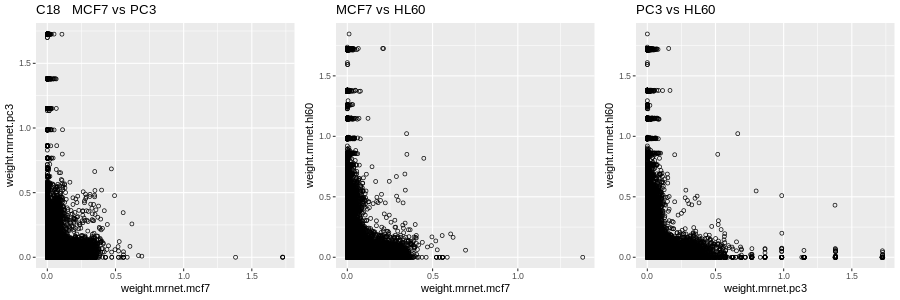 C18 MCF7 vs PC3
weight.mrnet.pc3
1.5
1.0
0.5
0.0
0.0 0.5 1.0 1.5
weight.mrnet.mcf7
MCF7 vs HL60
weight.mrnet.hl60
1.5
1.0
0.5
0.0
0.0 0.5 1.0
weight.mrnet.mcf7
PC3 vs HL60
weight.mrnet.hl60
1.5
1.0
0.5
0.0
0.0 0.5 1.0 1.5
weight.mrnet.pc3